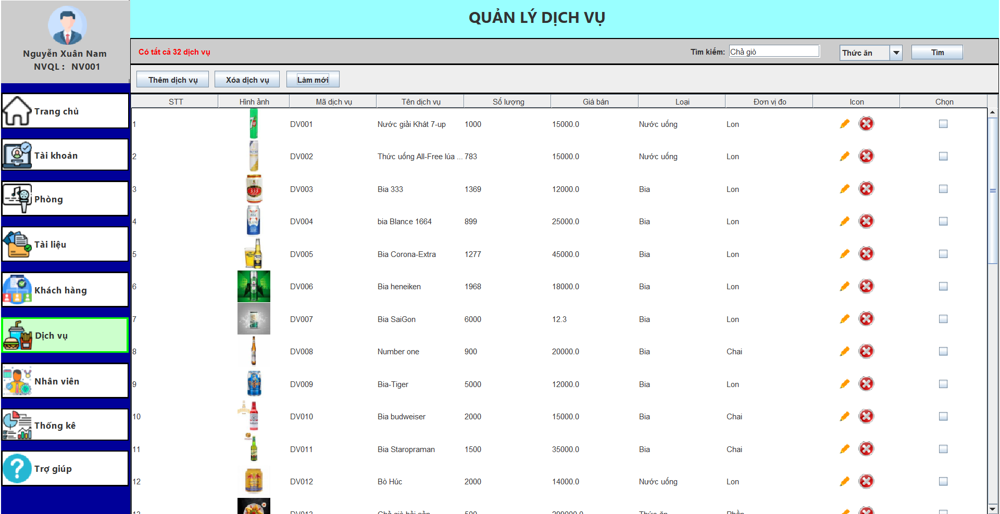 QUẢN LÝ DỊCH VỤ
Nguyễn Xuân Nam
NVQL : NV001
Có tất cả 32 dịch vụ
Tìm kiếm: Chả giò Thức ăn Tìm
Thêm dịch vụ Xóa dịch vụ Làm mới
Trang chủ
Tài khoản
Phòng
Tài liệu
Khách hàng
Dịch vụ
Nhân viên
Thống kê
Trợ giúp
STT Hình ảnh Mã dịch vụ Tên dịch vụ Số lượng Giá bán Loại Đơn vị đo Icon Chọn
1 DV001 Nước giải Khát 7-up 1000 15000.0 Nước uống Lon
2 DV002 Thức uống All-Free lúa ... 783 15000.0 Nước uống Lon
3 DV003 Bia 333 1369 12000.0 Bia Lon
4 DV004 bia Blance 1664 899 25000.0 Bia Lon
5 DV005 Bia Corona-Extra 1277 45000.0 Bia Lon
6 DV006 Bia heneiken 1968 18000.0 Bia Lon
7 DV007 Bia SaiGon 6000 12.3 Bia Lon
8 DV008 Number one 900 20000.0 Bia Chai
9 DV009 Bia-Tiger 5000 12000.0 Bia Lon
10 DV010 Bia budweiser 2000 15000.0 Bia Chai
11 DV011 Bia Staropraman 1500 35000.0 Bia Chai
12 DV012 Bò Húc 2000 14000.0 Nước uống Lon
13 DV013 Chả giò hải sản 500 299000.0 Thức ăn Phần